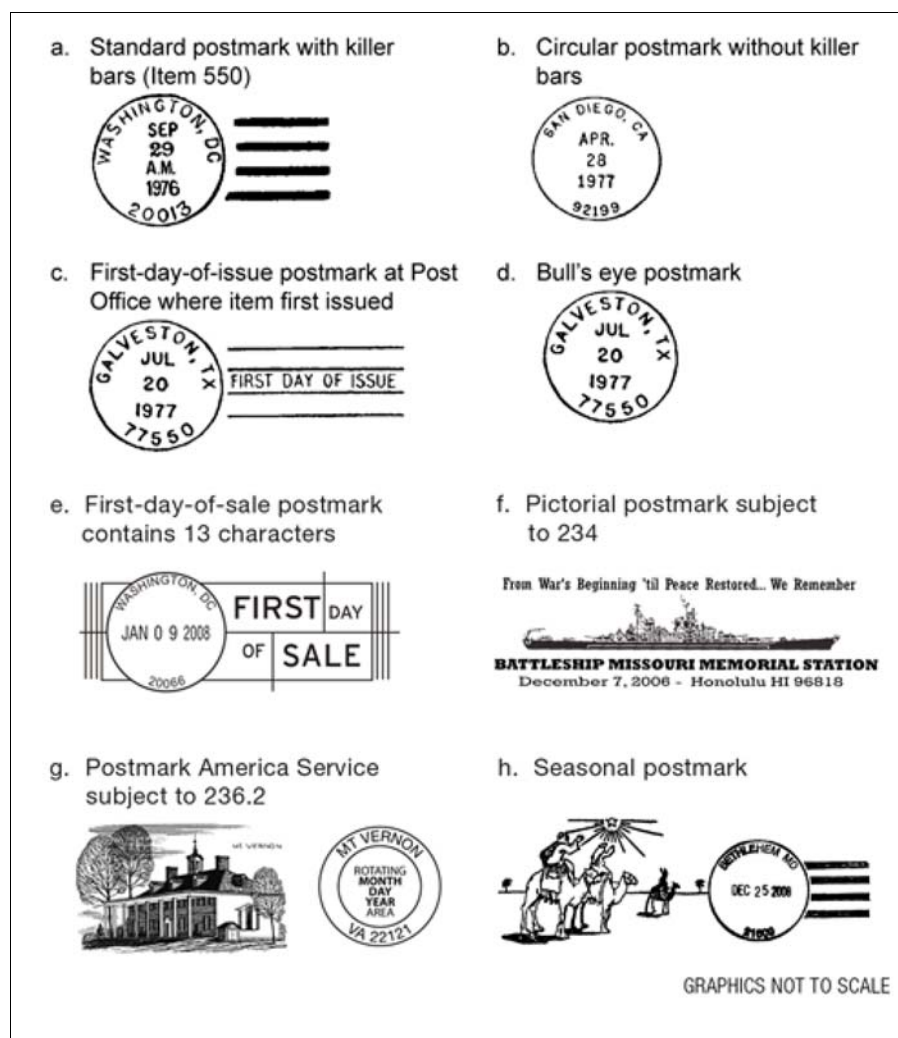 a. Standard postmark with killer
bars (Item 550)
WASHINGTON, DC
SEP
29
A.M.
1976
20013
b. Circular postmark without killer
bars
SAN DIEGO, CA
APR.
28
1977
92199
c. First-day-of-issue postmark at Post
Office where item first issued
GALVESTON, TX
JUL
20
1977
77550
FIRST DAY OF ISSUE
d. Bull's eye postmark
GALVESTON, TX
JUL
20
1977
77550
e. First-day-of-sale postmark
contains 13 characters
WASHINGTON, DC
JAN 0 9 2008
20066
FIRST DAY
OF SALE
f. Pictorial postmark subject
to 234
From War's Beginning 'til Peace Restored... We Remember
BATTLESHIP MISSOURI MEMORIAL STATION
December 7, 2006 - Honolulu HI 96818
g. Postmark America Service
subject to 236.2
MT VERNON
MT VERNON
ROTATING
MONTH
DAY
YEAR
AREA
VA 22121
h. Seasonal postmark
BETHLEHEM MD
DEC 25 2008
21609
GRAPHICS NOT TO SCALE